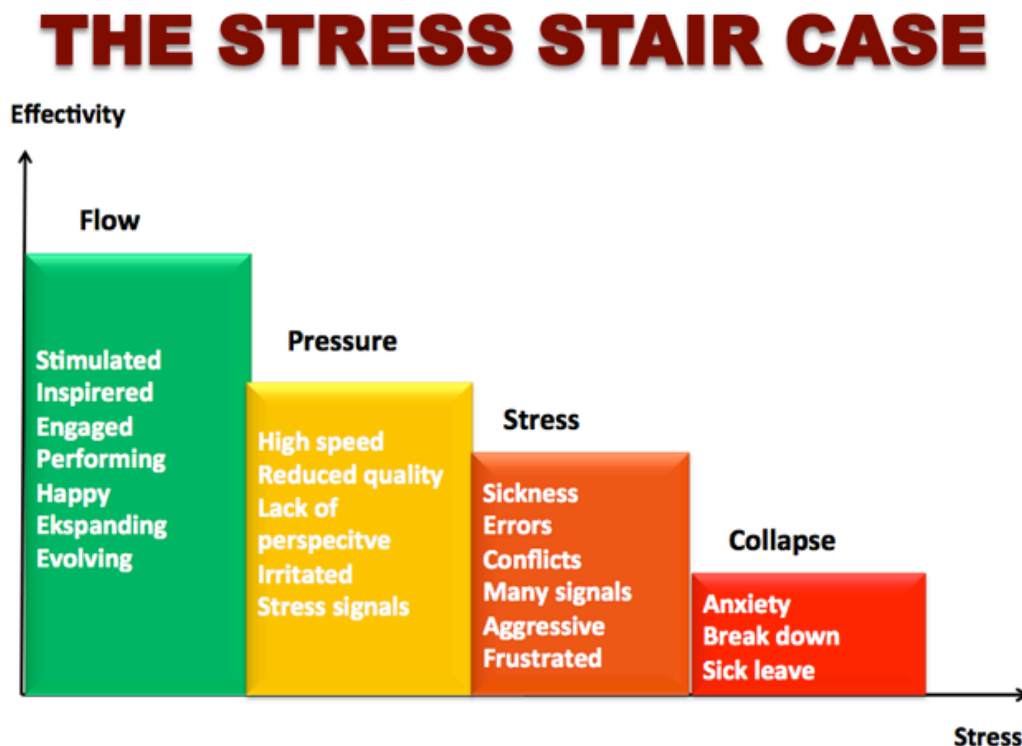 THE STRESS STAIR CASE
Effectivity
Flow
Stimulated
Inspirered
Engaged
Performing
Happy
Ekspanding
Evolving
Pressure
High speed
Reduced quality
Lack of
perspecitve
Irritated
Stress signals
Stress
Sickness
Errors
Conflicts
Many signals
Aggressive
Frustrated
Collapse
Anxiety
Break down
Sick leave
Stress